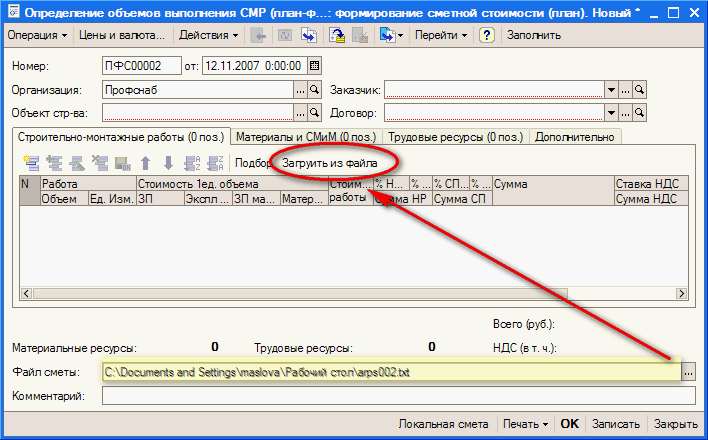 Определение объемов выполнения СМР (план-ф...: формирование сметной стоимости (план). Новый *
Операция Цены и валюта... Действия Перейти ? Заполнить
Номер: ПФС00002 от: 12.11.2007 0:00:00
Организация: Профснаб ... Заказчик: ...
Объект стр-ва: ... Договор: ...
Строительно-монтажные работы (0 поз.) Материалы и СМиМ (0 поз.) Трудовые ресурсы (0 поз.) Дополнительно
Подбор Загрузить из файла
N Работа Стоимость 1ед. объема Стоим... % Н... % ... % СП... % ... Сумма Ставка НДС
Объем Ед. Изм. ЗП Экспл ... ЗП ма... Матер... работы Сумма НР Сумма СП Сумма НДС
Всего (руб.):
Материальные ресурсы: 0 Трудовые ресурсы: 0 НДС (в т. ч.):
Файл сметы: C:\Documents and Settings\maslova\Рабочий стол\arps002.txt ...
Комментарий:
Локальная смета Печать OK Записать Закрыть